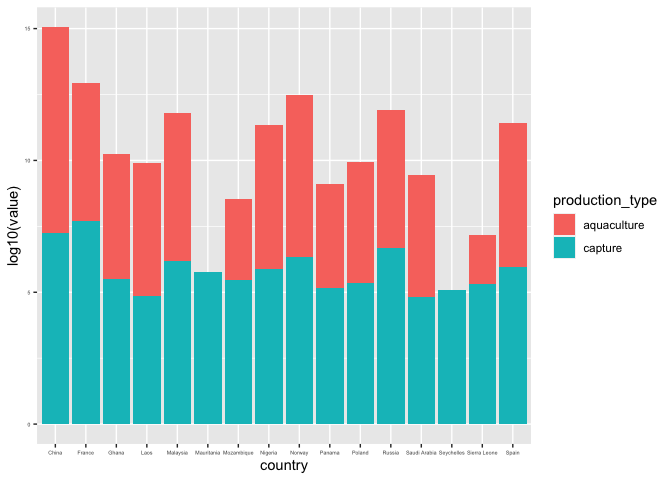 log10(value)
15
10
5
0
China France Ghana Laos Malaysia Mauritania Mozambique Nigeria Norway Panama Poland Russia Saudi Arabia Seychelles Sierra Leone Spain
country
production_type
aquaculture
capture